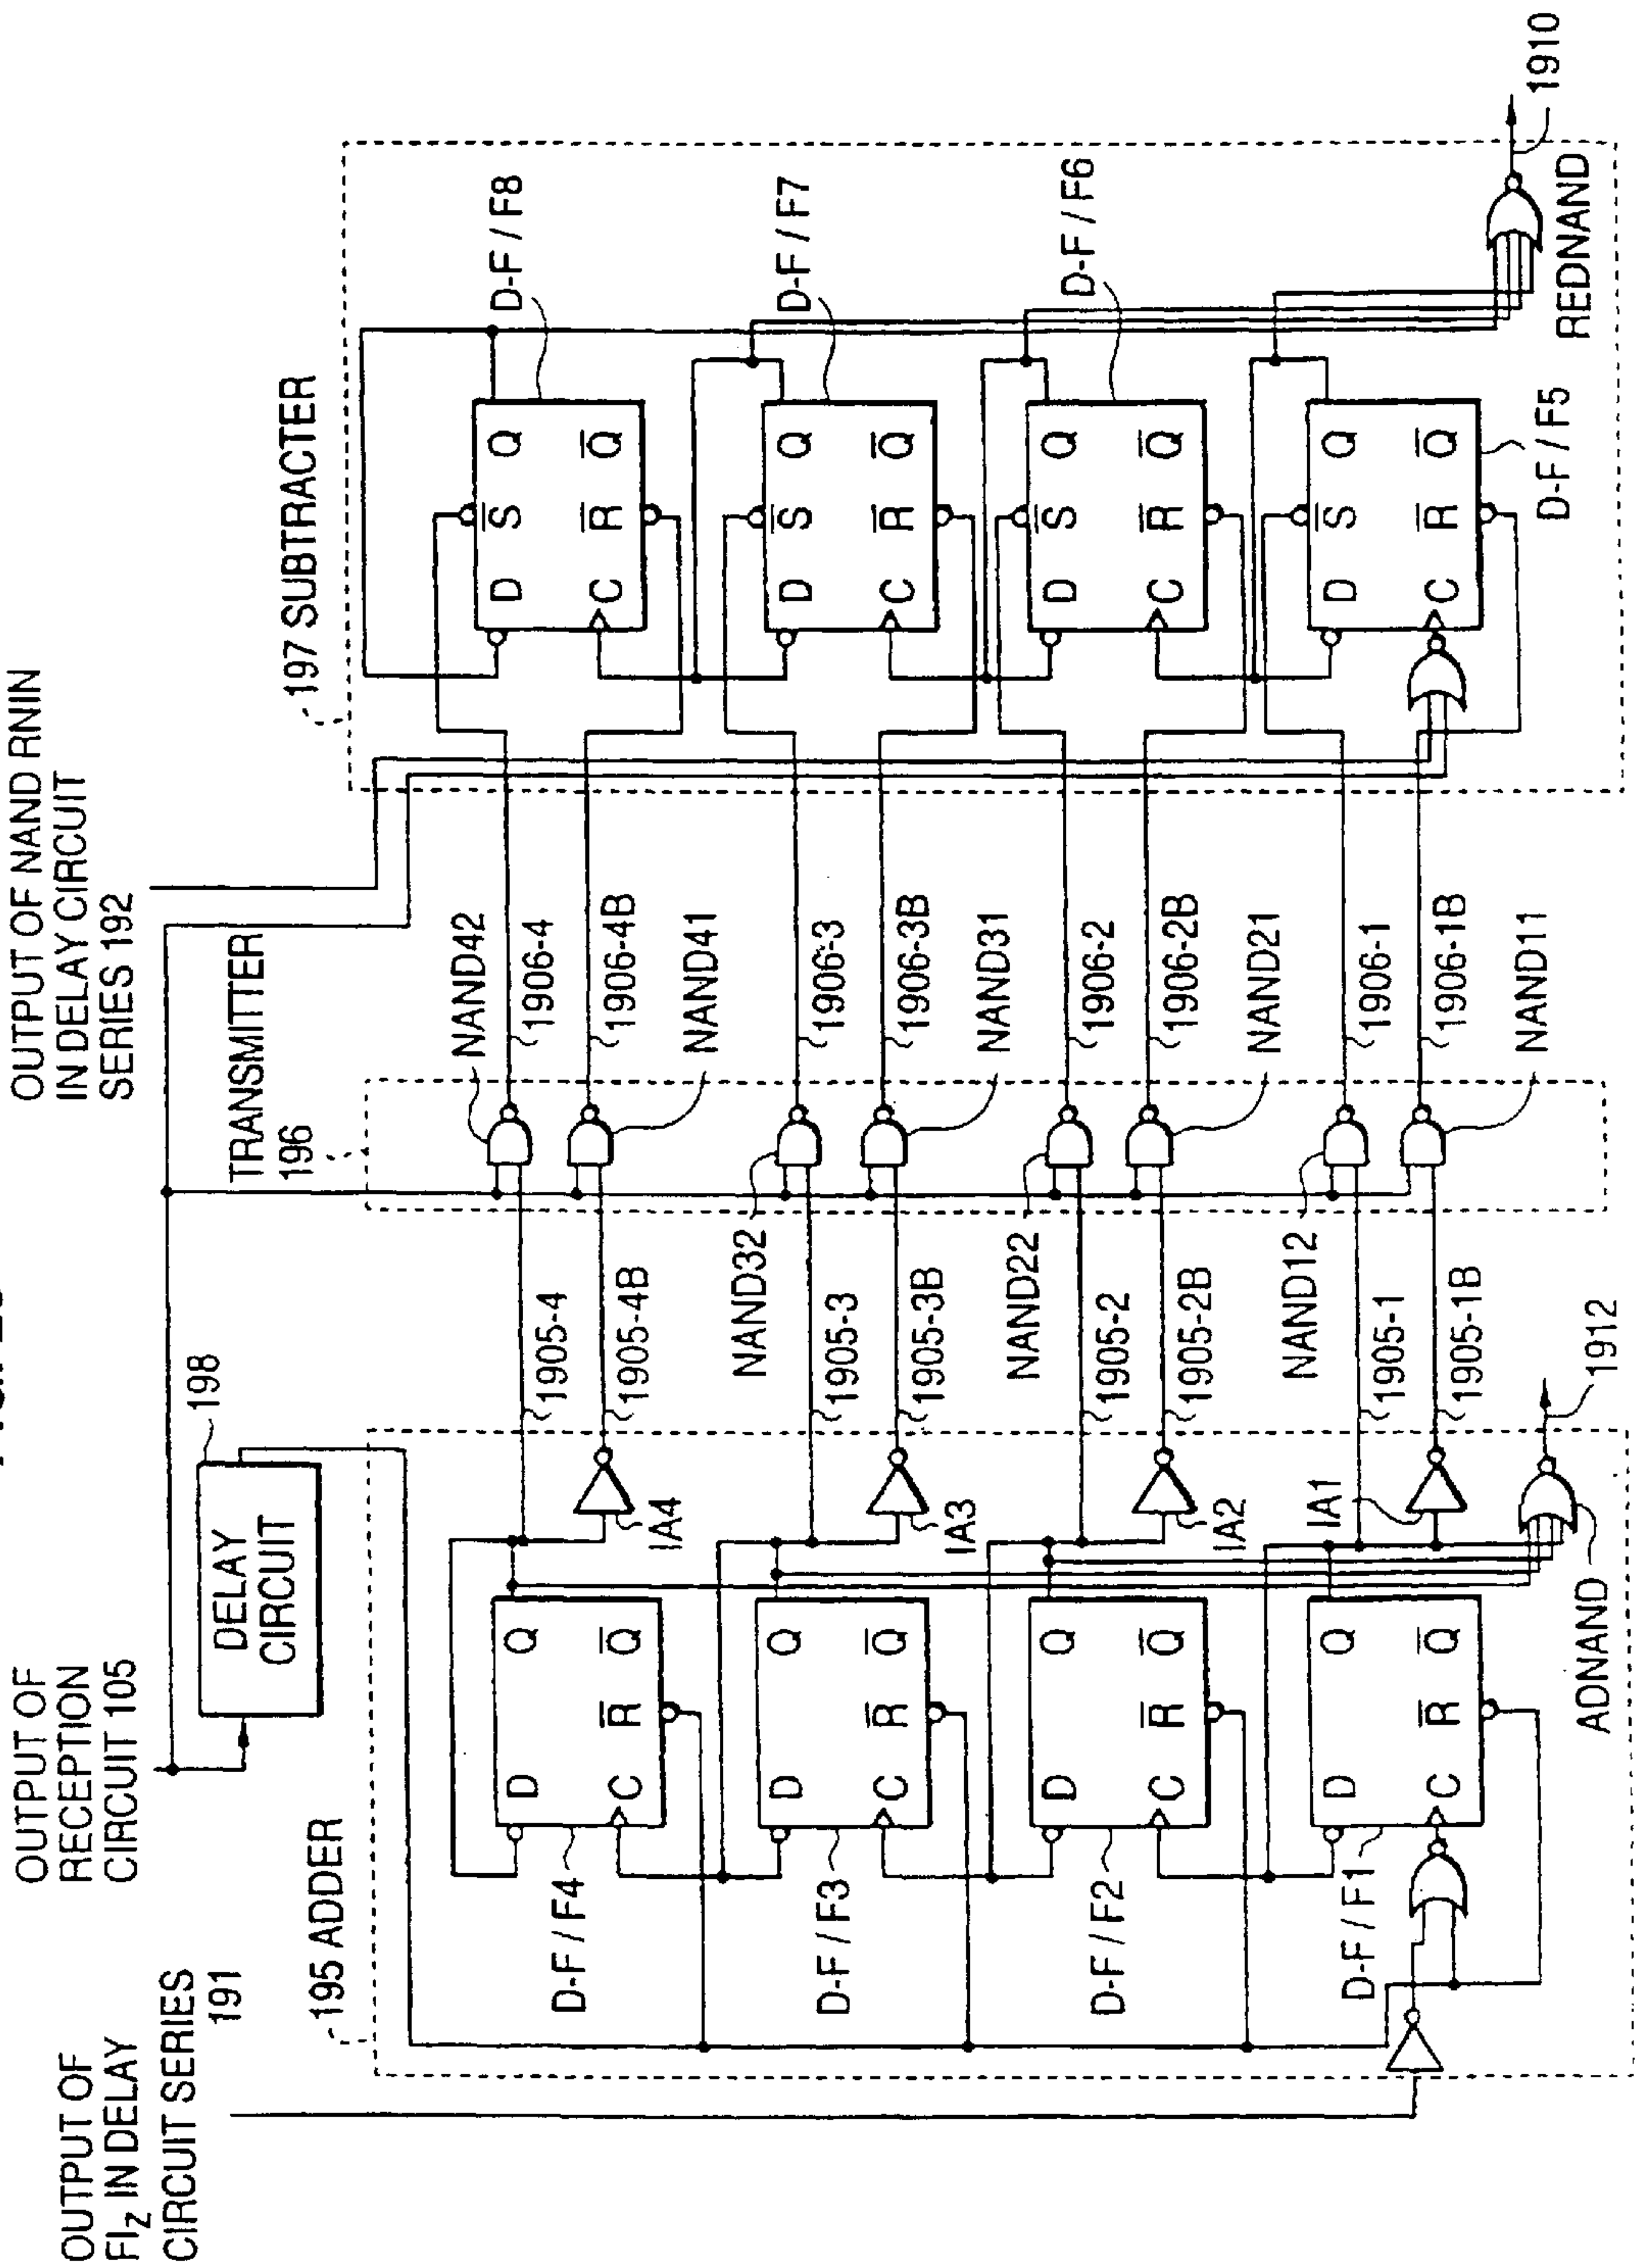 OUTPUT OF
FI₂ IN DELAY
CIRCUIT SERIES
191
OUTPUT OF
RECEPTION
CIRCUIT 105
OUTPUT OF NAND RNIN
IN DELAY CIRCUIT
SERIES 192
198
DELAY
CIRCUIT
195 ADDER
TRANSMITTER
196
197 SUBTRACTER
D-F / F4
D Q
C R Q
IA4
1905-4
1905-4B
NAND42
1906-4
1906-4B
NAND41
D S Q
C R Q
D-F / F8
D-F / F3
D Q
C R Q
IA3
1905-3
1905-3B
NAND32
1906-3
1906-3B
NAND31
D S Q
C R Q
D-F / F7
D-F / F2
D Q
C R Q
IA2
1905-2
1905-2B
NAND22
1906-2
1906-2B
NAND21
D S Q
C R Q
D-F / F6
D-F / F1
D Q
C R Q
IA1
1905-1
1905-1B
NAND12
1906-1
1906-1B
NAND11
D S Q
C R Q
D-F / F5
ADNAND
1912
REDNAND
1910